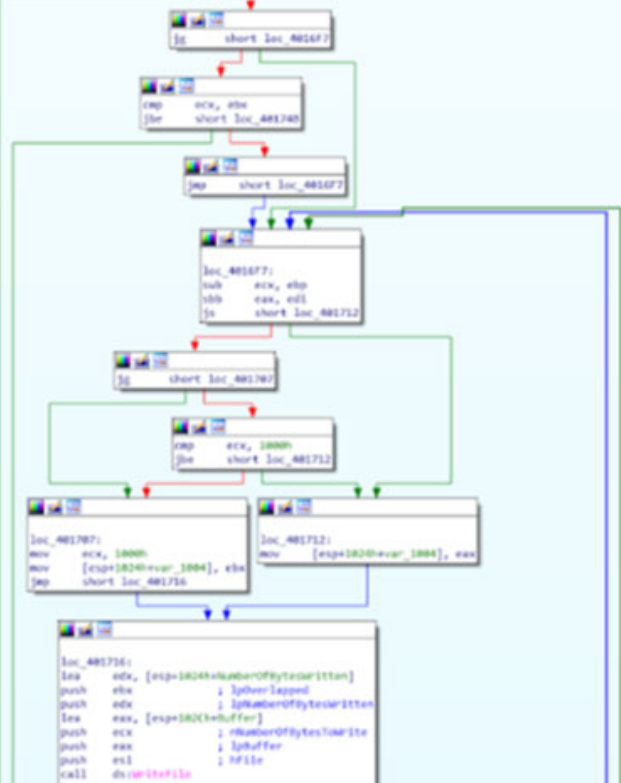 jg short loc_4016F7
cmp ecx, ebx
jbe short loc_401740
jmp short loc_4016F7
loc_4016F7:
sub ecx, ebp
sbb eax, edi
js short loc_401712
jg short loc_401707
cmp ecx, 1000h
jbe short loc_401712
loc_401707:
mov ecx, 1000h
mov [esp+1024h+var_1004], ebx
jmp short loc_401716
loc_401712:
mov [esp+1024h+var_1004], eax
loc_401716:
lea edx, [esp+1024h+NumberOfBytesWritten]
push ebx ; lpOverlapped
push edx ; lpNumberOfBytesWritten
lea eax, [esp+102Ch+Buffer]
push ecx ; nNumberOfBytesToWrite
push eax ; lpBuffer
push esi ; hFile
call ds:WriteFile